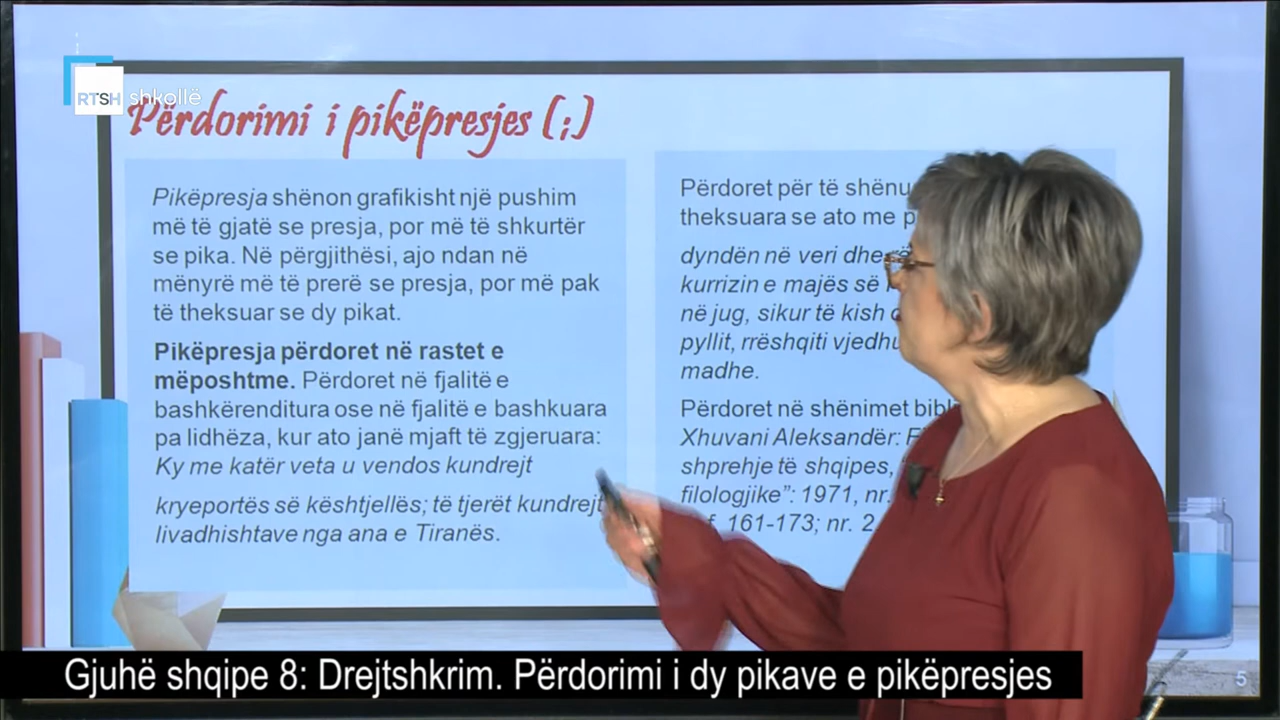 RTSH shkollë
Përdorimi i pikëpresjes (;)
Pikëpresja shënon grafikisht një pushim
më të gjatë se presja, por më të shkurtër
se pika. Në përgjithësi, ajo ndan në
mënyrë më të prerë se presja, por më pak
të theksuar se dy pikat.
Pikëpresja përdoret në rastet e
mëposhtme. Përdoret në fjalitë e
bashkërenditura ose në fjalitë e bashkuara
pa lidhëza, kur ato janë mjaft të zgjeruara:
Ky me katër veta u vendos kundrejt
kryeportës së kështjellës; të tjerët kundrejt
livadhishtave nga ana e Tiranës.
Përdoret për të
theksuara se ato me
dyndën në veri dhe
kurrizin e majës së
në jug, sikur të kish
pyllit, rrëshqiti
madhe.
Përdoret në shënimet
Xhuvani Aleksandër:
shprehje të shqipes,
filologjike”: 1971, nr.
f. 161-173; nr. 2
Gjuhë shqipe 8: Drejtshkrim. Përdorimi i dy pikave e pikëpresjes
5